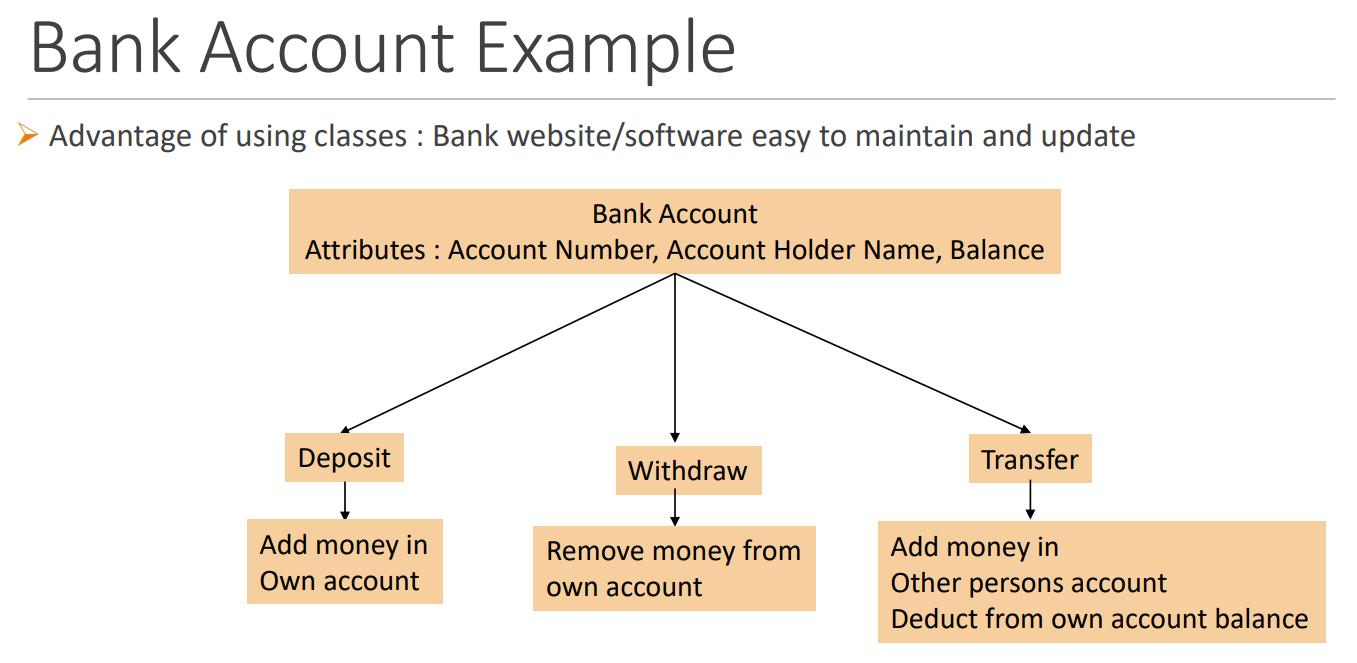 Bank Account Example
Advantage of using classes : Bank website/software easy to maintain and update
Bank Account
Attributes : Account Number, Account Holder Name, Balance
Deposit
Withdraw
Transfer
Add money in
Own account
Remove money from
own account
Add money in
Other persons account
Deduct from own account balance